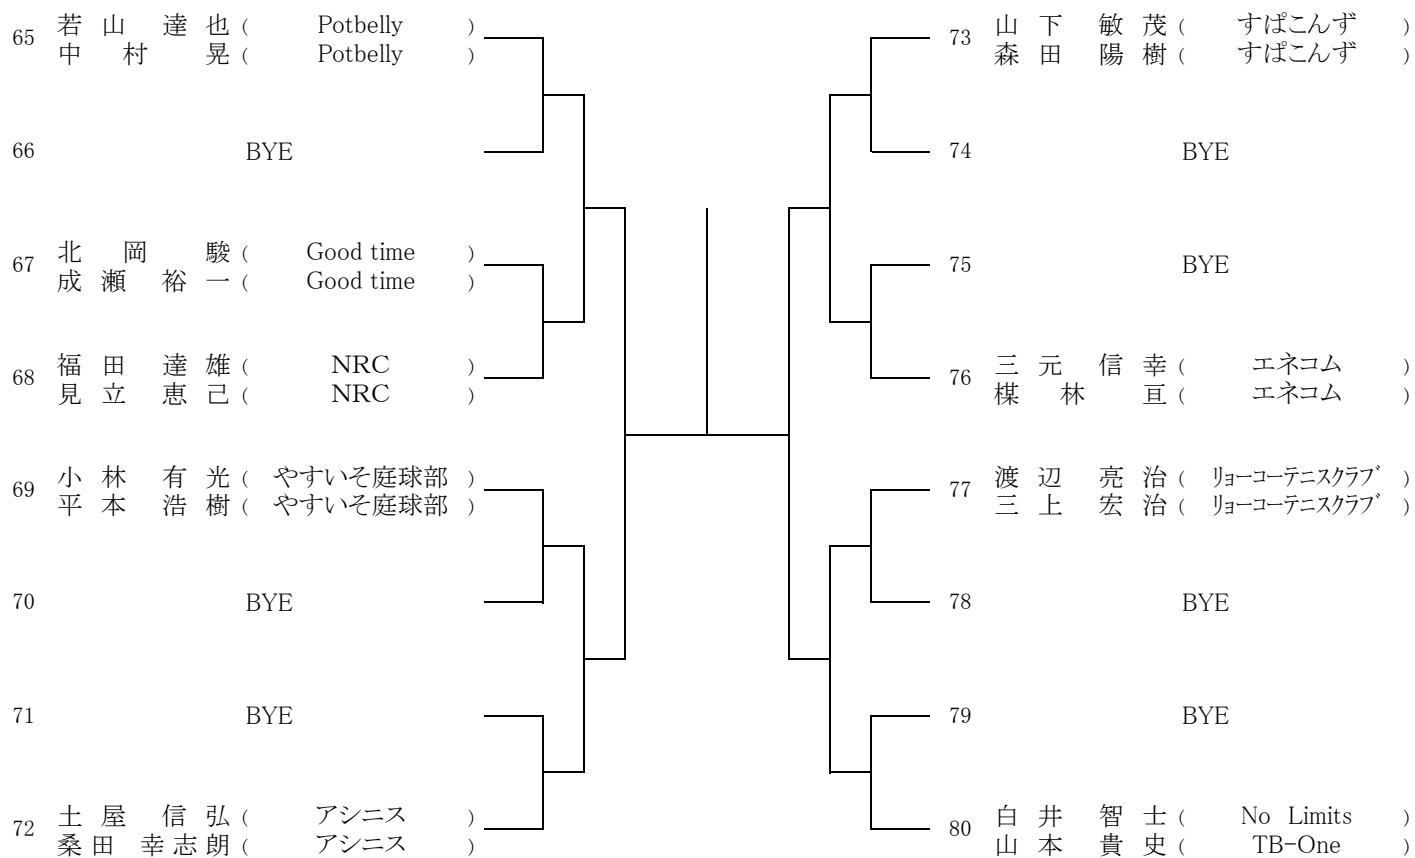 65 若山 達也 ( Potbelly )
中村 晃 ( Potbelly )
66 BYE
67 北岡 駿 ( Good time )
成瀬 裕一 ( Good time )
68 福田 達雄 ( NRC )
見立 恵己 ( NRC )
69 小林 有光 ( やすいそ庭球部 )
平本 浩樹 ( やすいそ庭球部 )
70 BYE
71 BYE
72 土屋 信弘 ( アシニス )
桑田 幸志朗 ( アシニス )
73 山下 敏茂 ( すぱこんず )
森田 陽樹 ( すぱこんず )
74 BYE
75 BYE
76 三元 信幸 ( エネコム )
楳林 亘 ( エネコム )
77 渡辺 亮治 ( ﾘｮｰｺｰﾃﾆｽｸﾗﾌﾞ )
三上 宏治 ( ﾘｮｰｺｰﾃﾆｽｸﾗﾌﾞ )
78 BYE
79 BYE
80 白井 智士 ( No Limits )
山本 貴史 ( TB-One )